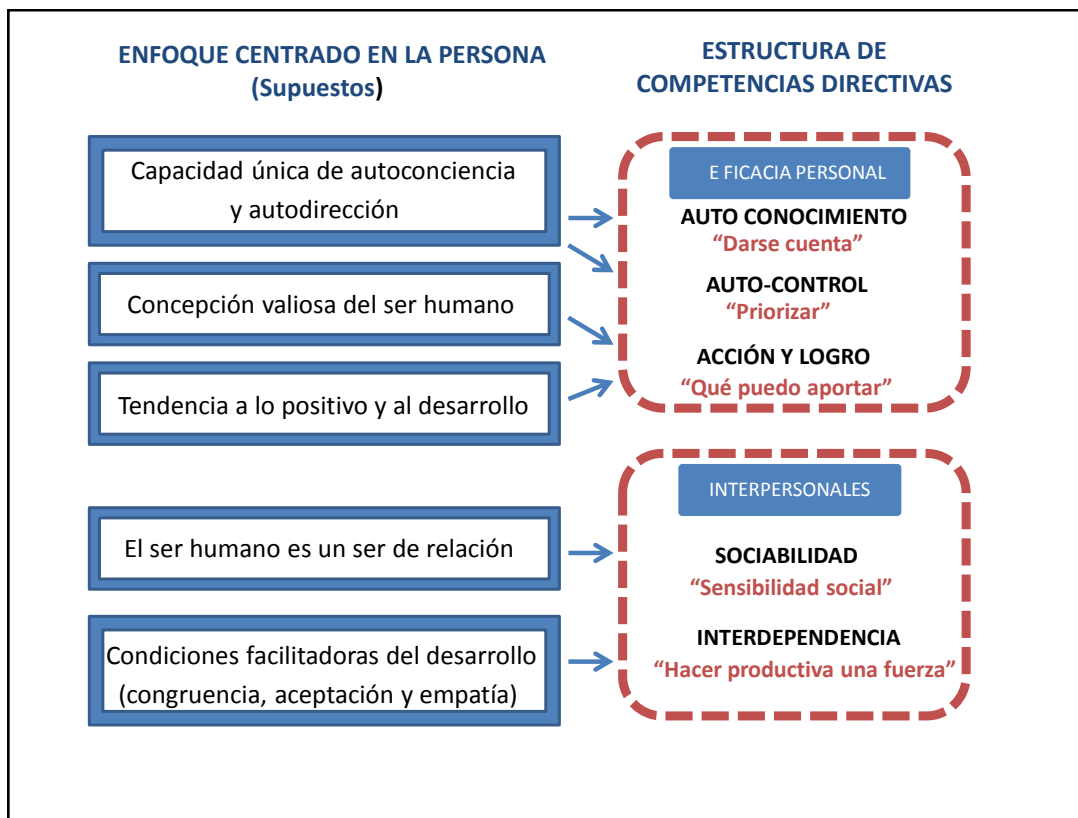 ENFOQUE CENTRADO EN LA PERSONA
(Supuestos)
Capacidad única de autoconciencia
y autodirección
Concepción valiosa del ser humano
Tendencia a lo positivo y al desarrollo
El ser humano es un ser de relación
Condiciones facilitadoras del desarrollo
(congruencia, aceptación y empatía)
ESTRUCTURA DE
COMPETENCIAS DIRECTIVAS
E FICACIA PERSONAL
AUTO CONOCIMIENTO
“Darse cuenta”
AUTO-CONTROL
“Priorizar”
ACCIÓN Y LOGRO
“Qué puedo aportar”
INTERPERSONALES
SOCIABILIDAD
“Sensibilidad social”
INTERDEPENDENCIA
“Hacer productiva una fuerza”